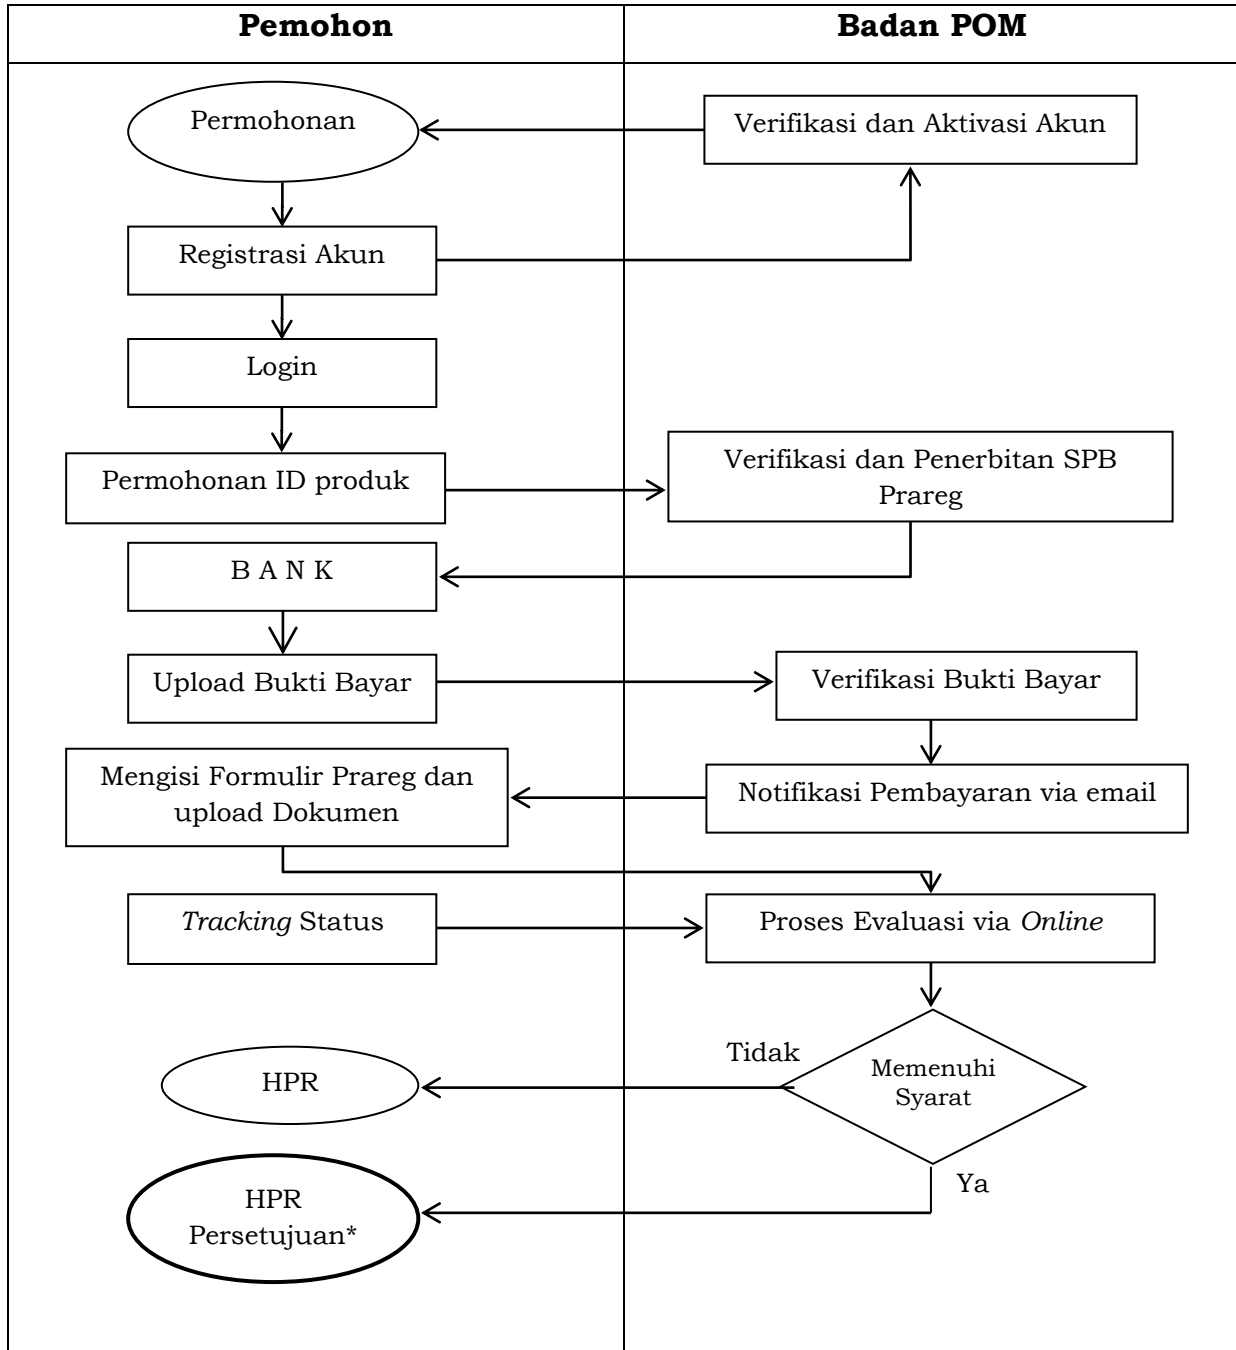 Pemohon
Badan POM
Permohonan
Verifikasi dan Aktivasi Akun
Registrasi Akun
Login
Permohonan ID produk
Verifikasi dan Penerbitan SPB
Prareg
B A N K
Upload Bukti Bayar
Verifikasi Bukti Bayar
Mengisi Formulir Prareg dan
upload Dokumen
Notifikasi Pembayaran via email
Tracking Status
Proses Evaluasi via Online
Tidak
Memenuhi
Syarat
HPR
Ya
HPR
Persetujuan*